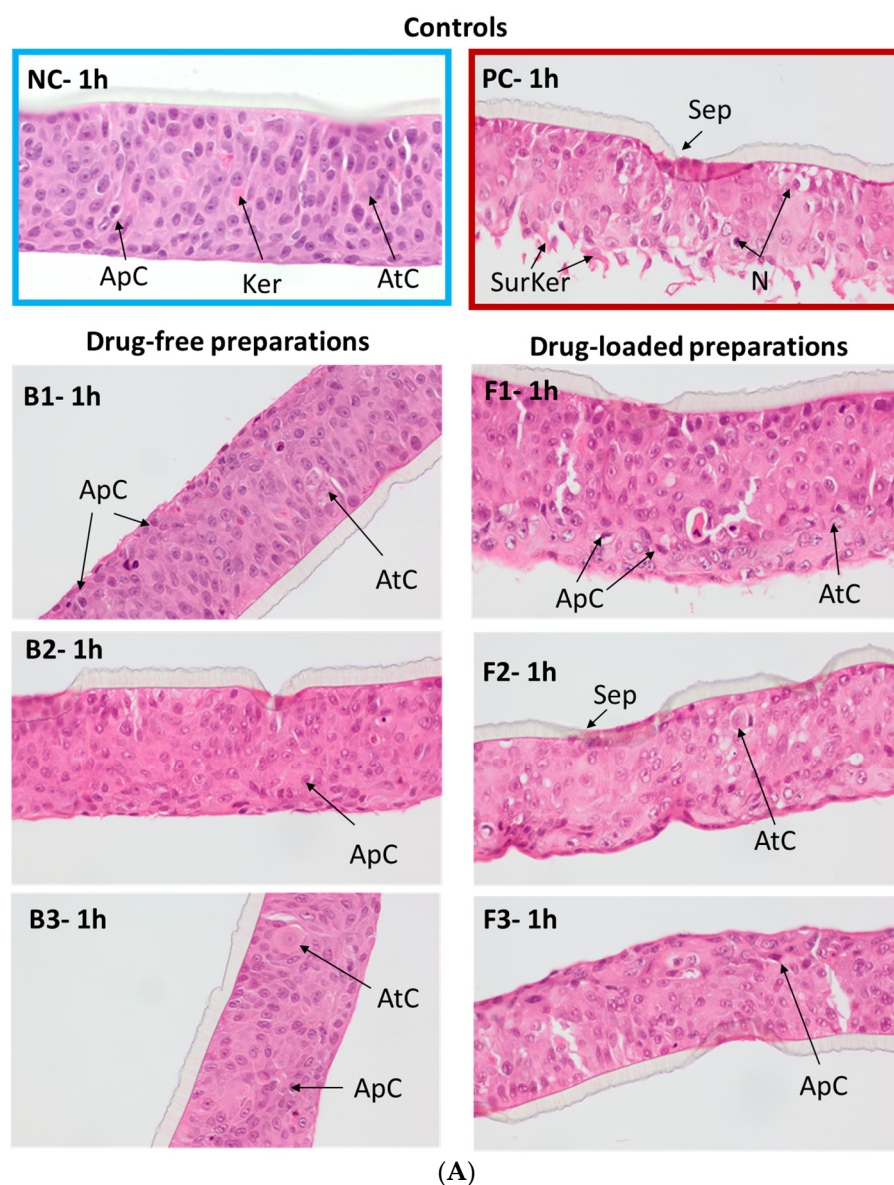 Controls
NC- 1h
ApC
Ker
AtC
PC- 1h
Sep
SurKer
N
Drug-free preparations
Drug-loaded preparations
B1- 1h
ApC
AtC
F1- 1h
ApC
AtC
B2- 1h
ApC
F2- 1h
Sep
AtC
B3- 1h
AtC
ApC
F3- 1h
ApC
(A)